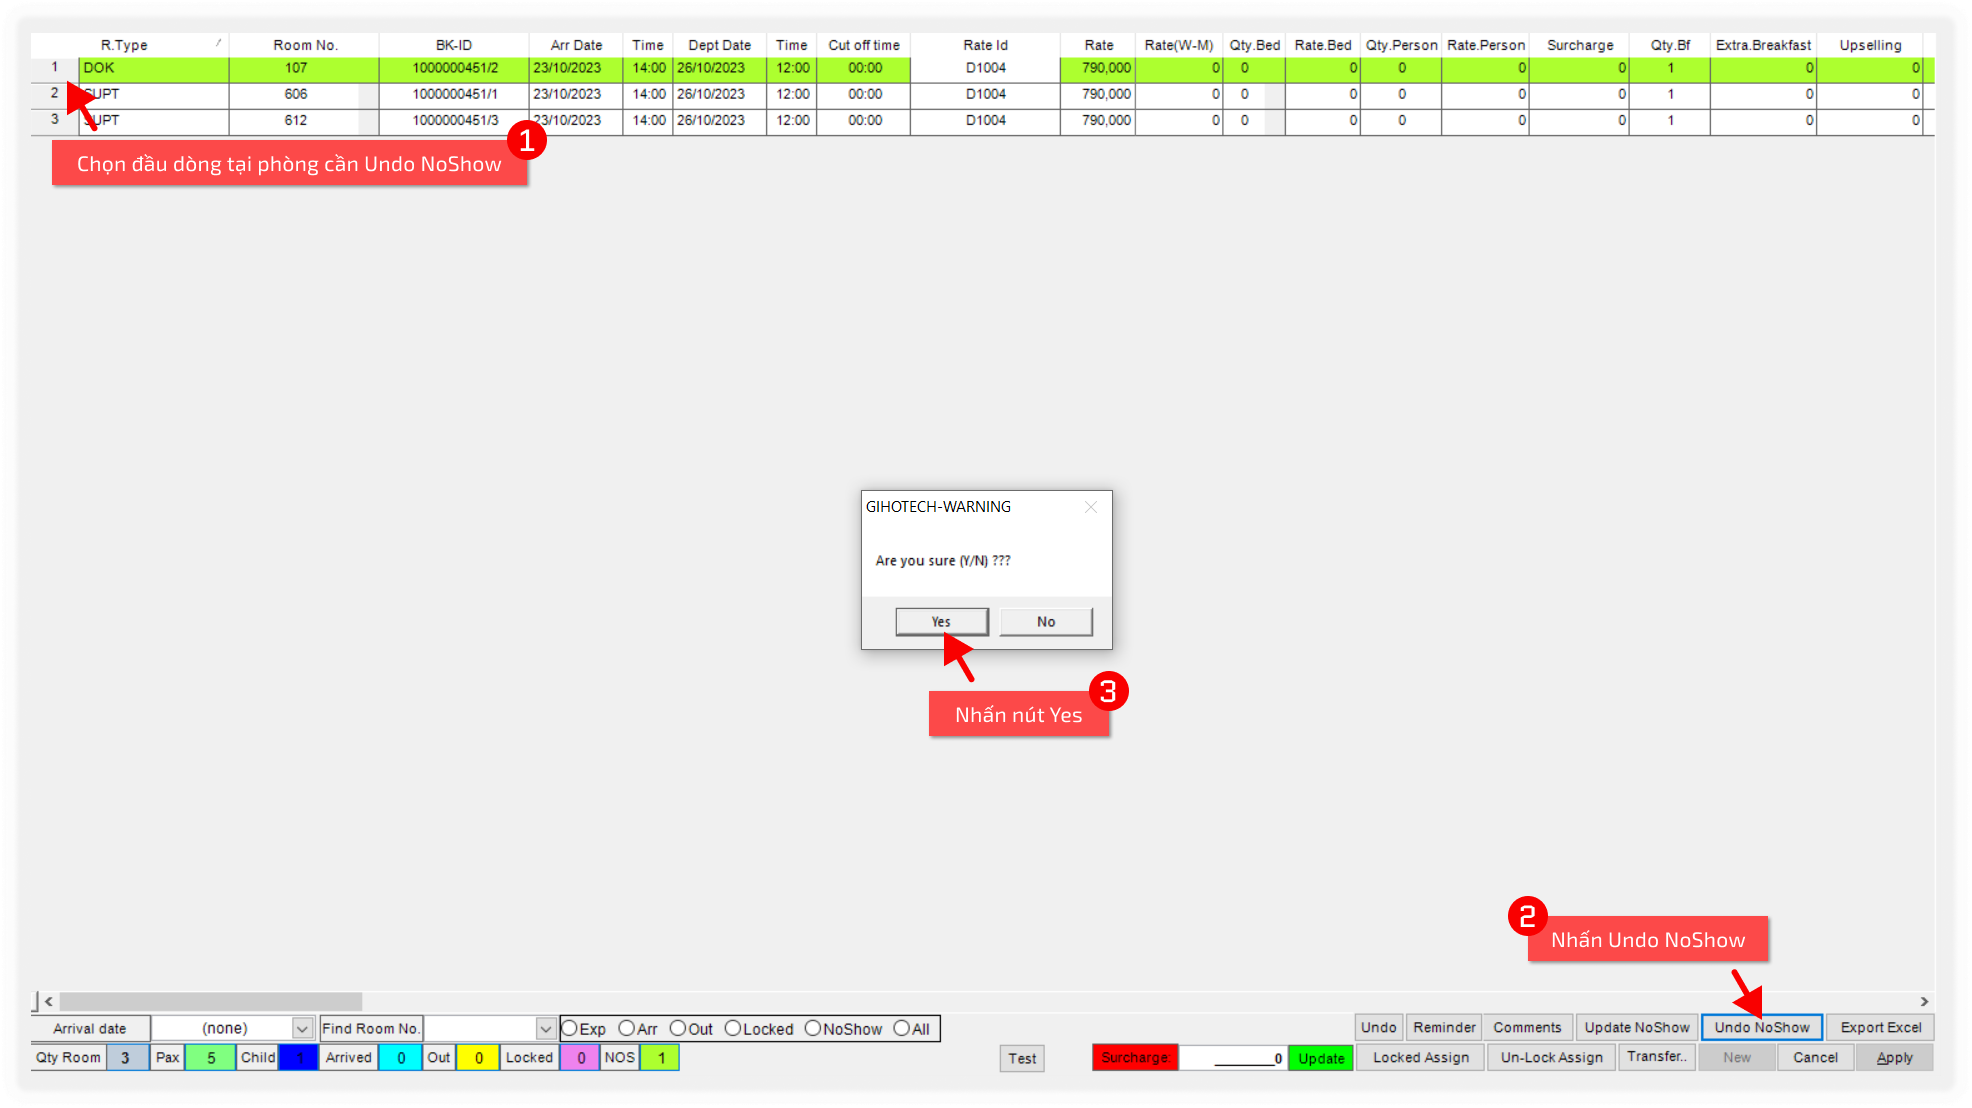 R.Type Room No. BK-ID Arr Date Time Dept Date Time Cut off time Rate Id Rate Rate(W-M) Qty.Bed Rate.Bed Qty.Person Rate.Person Surcharge Qty.Bf Extra.Breakfast Upselling
1 DOK 107 1000000451/2 23/10/2023 14:00 26/10/2023 12:00 00:00 D1004 790,000 0 0 0 0 0 0 1 0 0
2 SUPT 606 1000000451/1 23/10/2023 14:00 26/10/2023 12:00 00:00 D1004 790,000 0 0 0 0 0 0 1 0 0
3 SUPT 612 1000000451/3 23/10/2023 14:00 26/10/2023 12:00 00:00 D1004 790,000 0 0 0 0 0 0 1 0 0
1
Chọn đầu dòng tại phòng cần Undo NoShow
GIHOTECH-WARNING
Are you sure (Y/N) ???
Yes No
3
Nhấn nút Yes
2
Nhấn Undo NoShow
Arrival date (none) Find Room No. Exp Arr Out Locked NoShow All Undo Reminder Comments Update NoShow Undo NoShow Export Excel
Qty Room 3 Pax 5 Child 1 Arrived 0 Out 0 Locked 0 NOS 1 Test Surcharge: 0 Update Locked Assign Un-Lock Assign Transfer.. New Cancel Apply